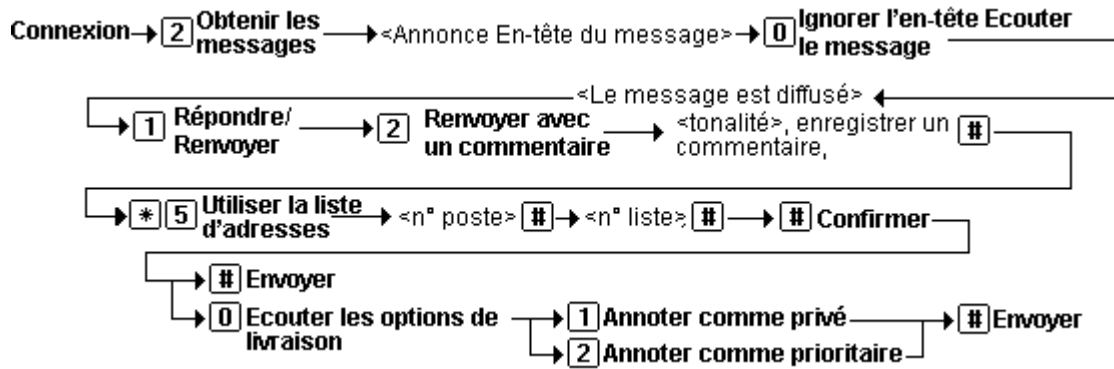 Connexion 2 Obtenir les messages <Annonce En-tête du message> 0 Ignorer l'en-tête Ecouter le message
<Le message est diffusé>
1 Répondre/ Renvoyer 2 Renvoyer avec un commentaire <tonalité>, enregistrer un commentaire, #
* 5 Utiliser la liste d'adresses <n° poste> # <n° liste> # # Confirmer
# Envoyer
0 Ecouter les options de livraison 1 Annoter comme privé # Envoyer
2 Annoter comme prioritaire